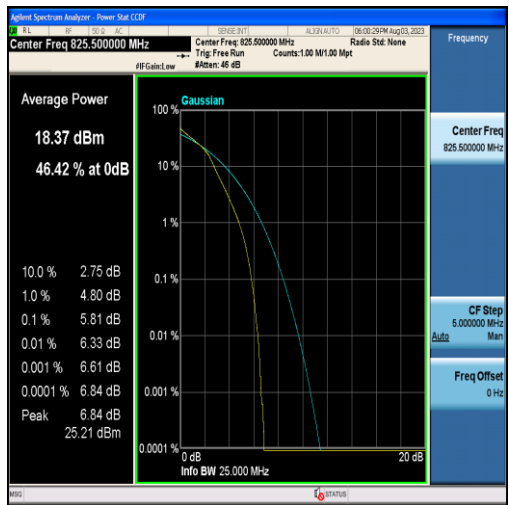 Agilent Spectrum Analyzer - Power Stat CCDF
RL RF 50 Ω AC SENSE:INT ALIGN AUTO 06:00:29PM Aug 03, 2023
Center Freq 825.500000 MHz
Center Freq: 825.500000 MHz Radio Std: None
Trig: Free Run Counts:1.00 M/1.00 Mpt
#IFGain:Low #Atten: 46 dB
Frequency
Average Power
18.37 dBm
46.42 % at 0dB
10.0 % 2.75 dB
1.0 % 4.80 dB
0.1 % 5.81 dB
0.01 % 6.33 dB
0.001 % 6.61 dB
0.0001 % 6.84 dB
Peak 6.84 dB
25.21 dBm
Gaussian
100 %
10 %
1 %
0.1 %
0.01 %
0.001 %
0.0001 %
0 dB 20 dB
Info BW 25.000 MHz
Center Freq
825.500000 MHz
CF Step
5.000000 MHz
Auto Man
Freq Offset
0 Hz
MSG STATUS